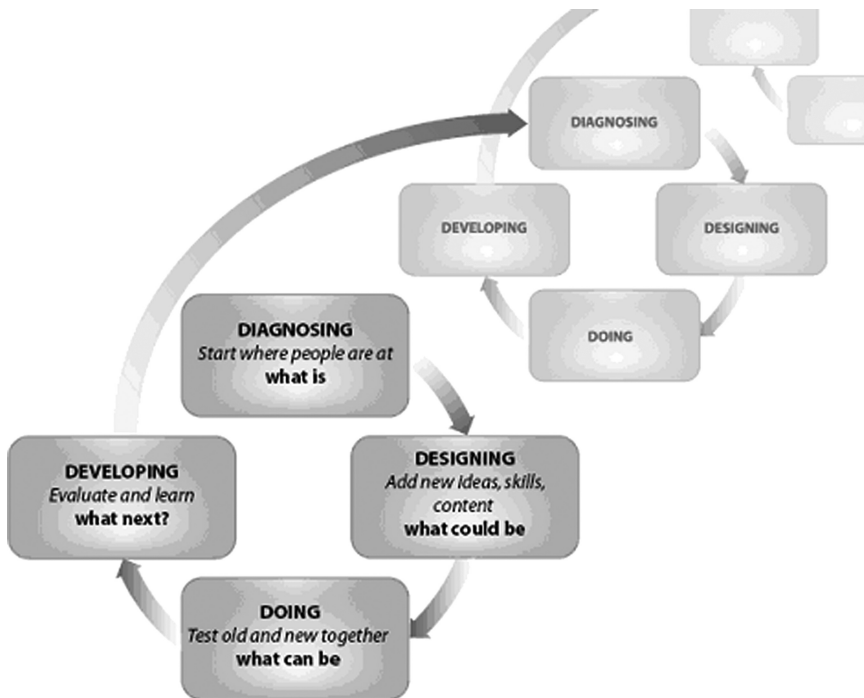 DIAGNOSING
DEVELOPING
DESIGNING
DOING
DIAGNOSING
Start where people are at
what is
DESIGNING
Add new ideas, skills,
content
what could be
DEVELOPING
Evaluate and learn
what next?
DOING
Test old and new together
what can be